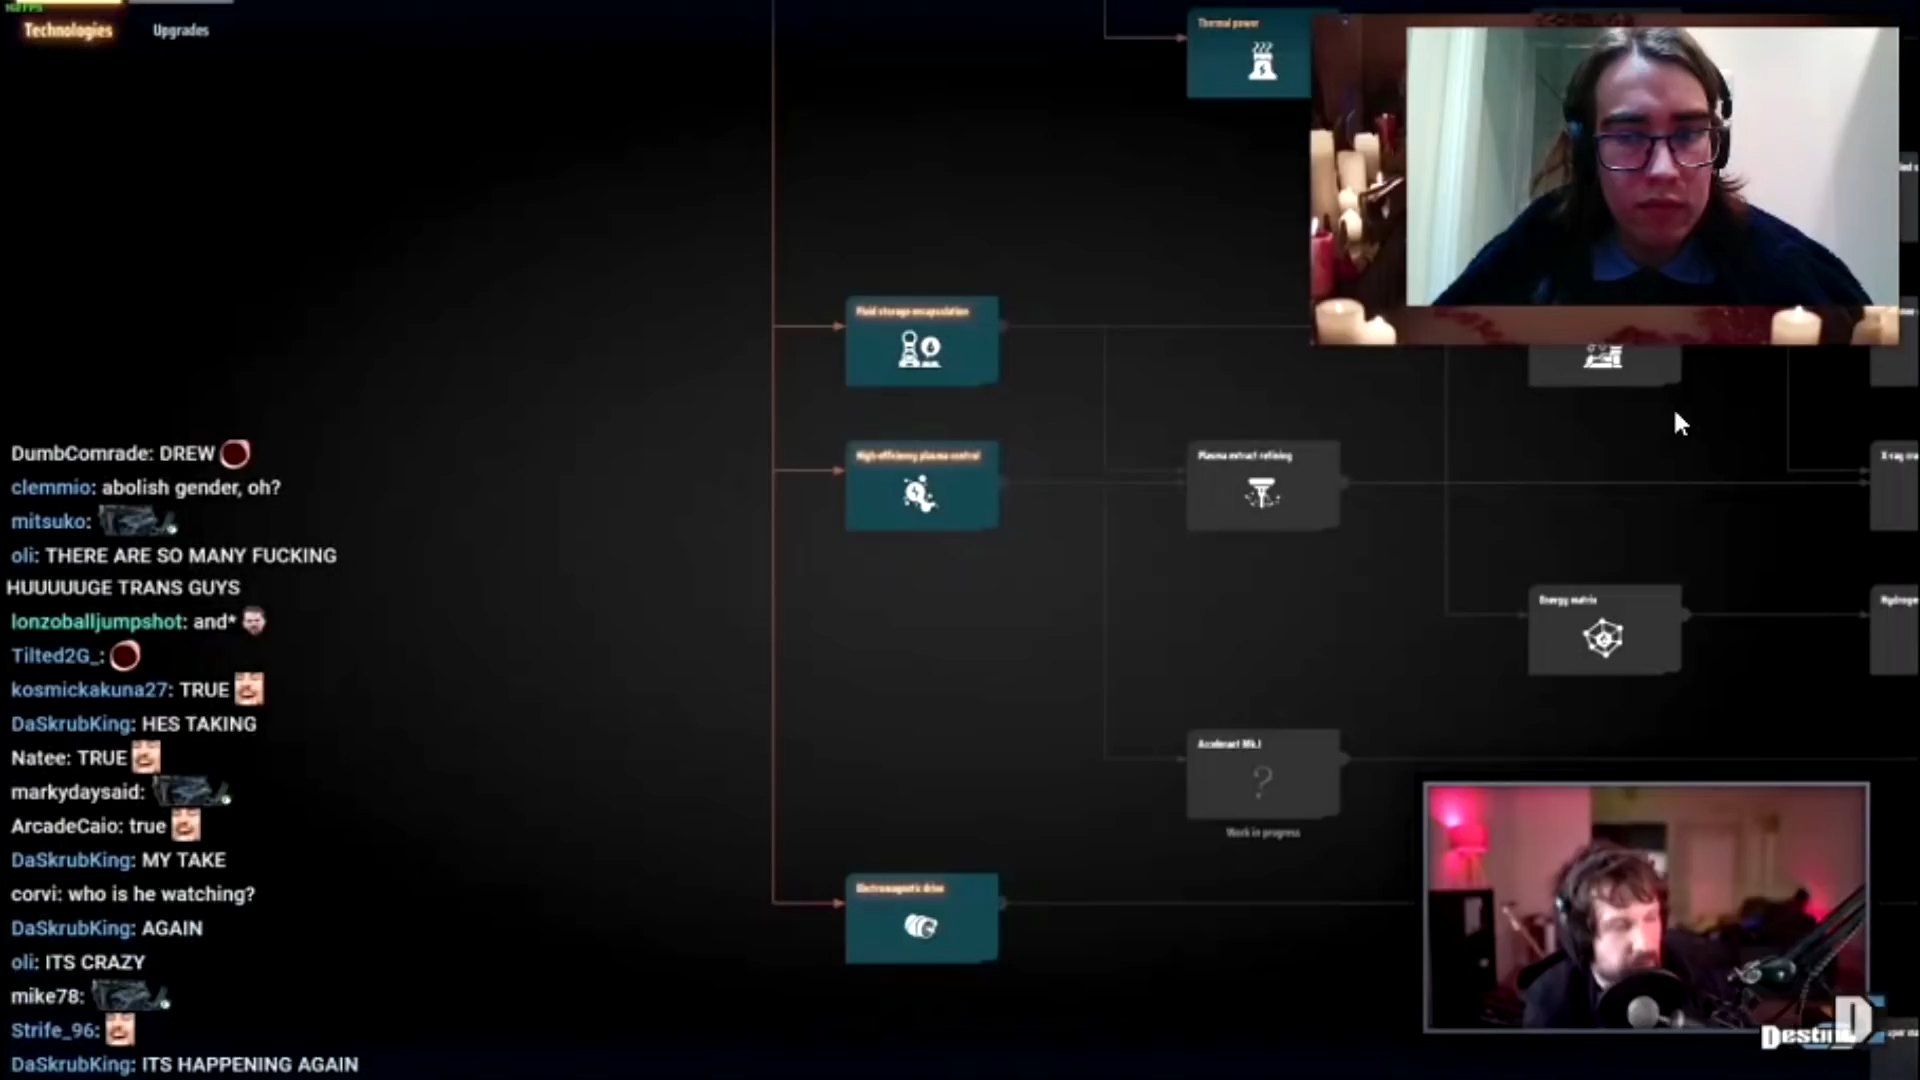 Technologies
Upgrades
Thermal power
Fluid storage encapsulation
High-efficiency plasma control
Plasma extract refining
X-ray
Energy matrix
Work in progress
Electromagnetic drive
DumbComrade: DREW
clemmio: abolish gender, oh?
mitsuko:
oli: THERE ARE SO MANY FUCKING
HUUUUUGE TRANS GUYS
lonzoballjumpshot: and*
Tilted2G_:
kosmickakuna27: TRUE
DaSkrubKing: HES TAKING
Natee: TRUE
markydaysaid:
ArcadeCaio: true
DaSkrubKing: MY TAKE
corvi: who is he watching?
DaSkrubKing: AGAIN
oli: ITS CRAZY
mike78:
Strife_96:
DaSkrubKing: ITS HAPPENING AGAIN